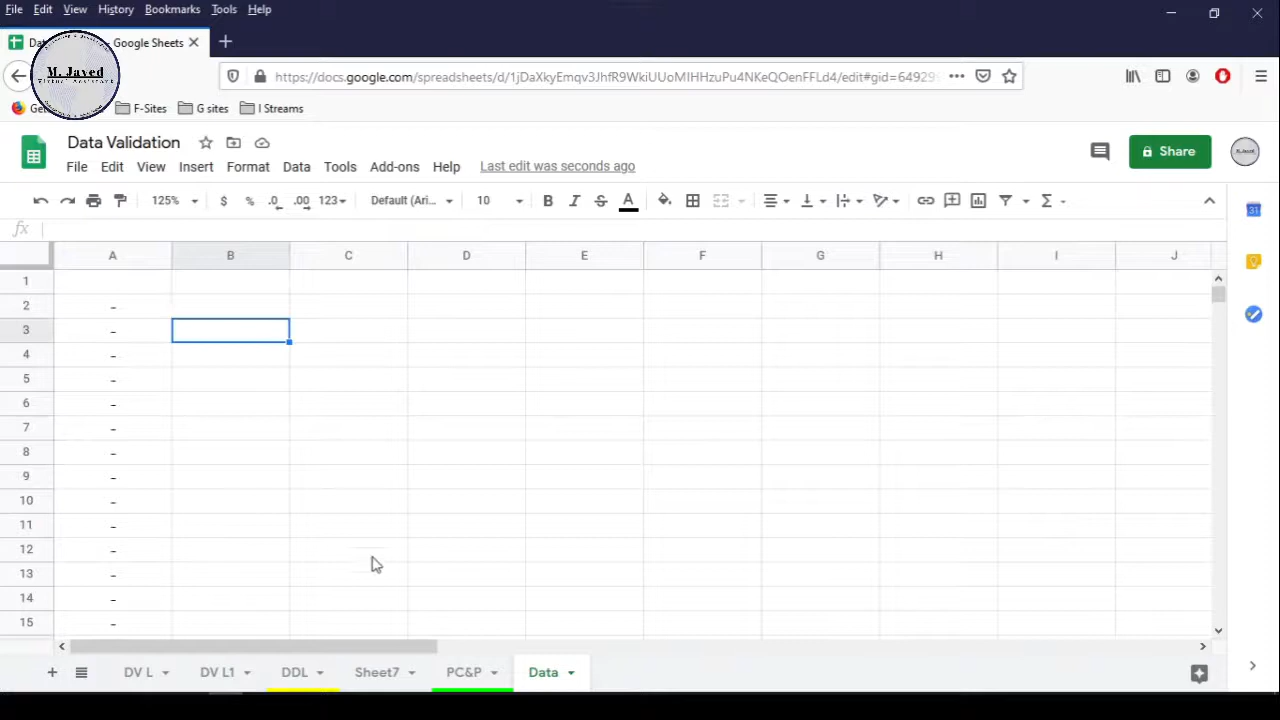 File Edit View History Bookmarks Tools Help
Google Sheets
M. Javed
Virtual Assistant
https://docs.google.com/spreadsheets/d/1jDaXkyEmqv3JhfR9WkiUUoMIHHzuPu4NKeQOenFFLd4/edit#gid=64929
F-Sites G sites I Streams
Data Validation
File Edit View Insert Format Data Tools Add-ons Help Last edit was seconds ago
Share
125% $ % .0 .00 123 Default (Ari... 10 B I S A
fx
A B C D E F G H I J
1
2 -
3 -
4 -
5 -
6 -
7 -
8 -
9 -
10 -
11 -
12 -
13 -
14 -
15 -
DV L DV L1 DDL Sheet7 PC&P Data